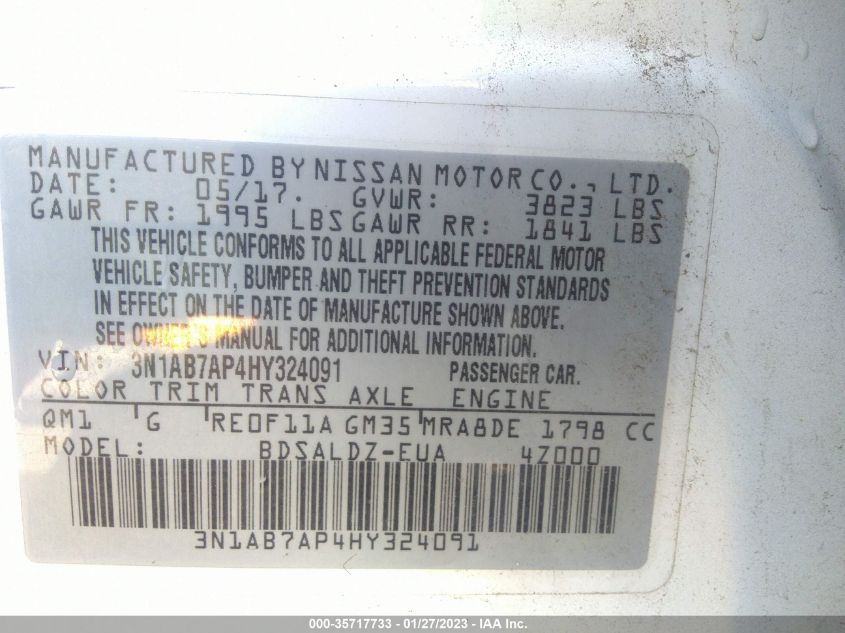 MANUFACTURED BY NISSAN MOTOR CO., LTD.
DATE: 05/17. GVWR: 3823 LBS
GAWR FR: 1995 LBS GAWR RR: 1841 LBS
THIS VEHICLE CONFORMS TO ALL APPLICABLE FEDERAL MOTOR
VEHICLE SAFETY, BUMPER AND THEFT PREVENTION STANDARDS
IN EFFECT ON THE DATE OF MANUFACTURE SHOWN ABOVE.
SEE OWNER'S MANUAL FOR ADDITIONAL INFORMATION.
VIN: 3N1AB7AP4HY324091 PASSENGER CAR.
COLOR TRIM TRANS AXLE ENGINE
QM1 G RE0F11A GM35 MRA8DE 1798 CC
MODEL: BDSALDZ-EUA 4Z000
3N1AB7AP4HY324091
000-35717733 - 01/27/2023 - IAA Inc.